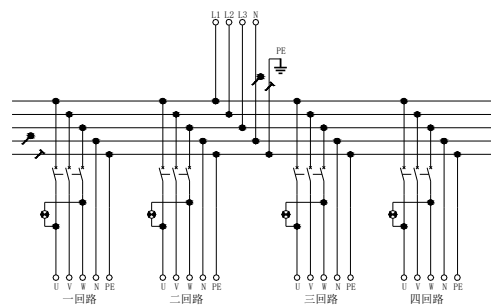 L1 L2 L3 N
PE
U V W N PE U V W N PE U V W N PE U V W N PE
一回路 二回路 三回路 四回路